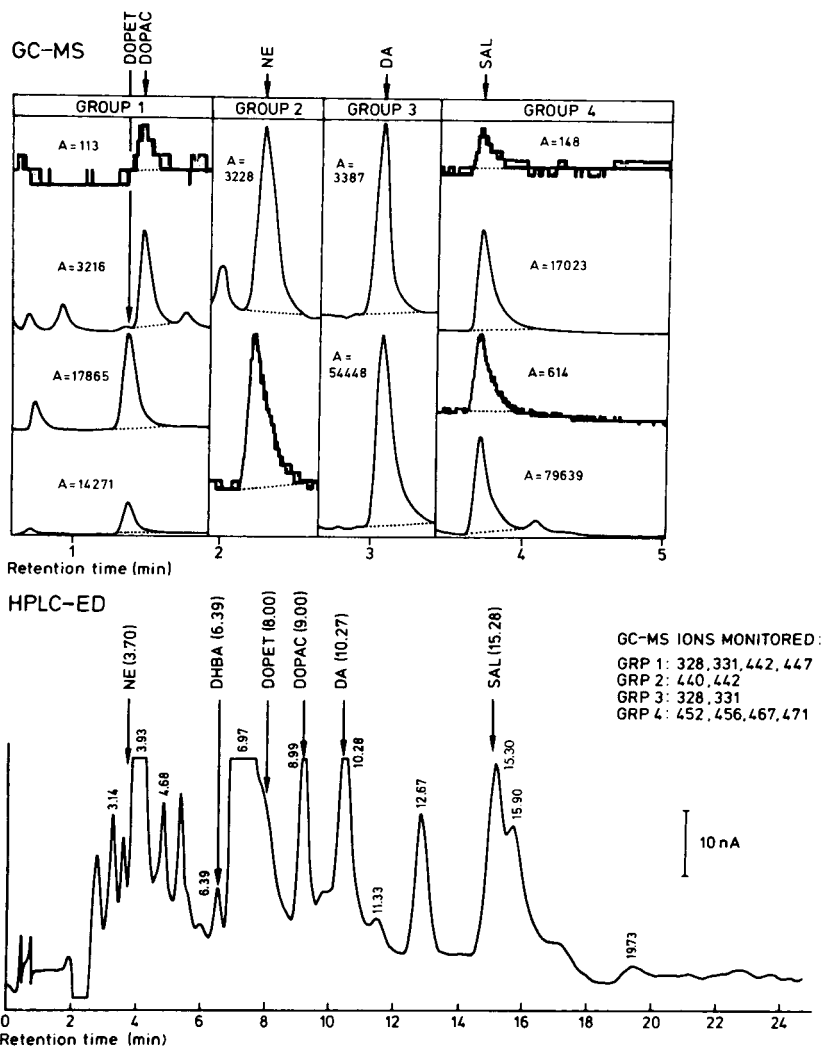 GC-MS
DOPET
DOPAC
NE
DA
SAL
GROUP 1
GROUP 2
GROUP 3
GROUP 4
A=113
A=3216
A=17865
A=14271
A=
3228
A=
3387
A=
54448
A=148
A=17023
A=614
A=79639
1
2
3
4
5
Retention time (min)
HPLC-ED
NE (3.70)
DHBA (6.39)
DOPET (8.00)
DOPAC (9.00)
DA (10.27)
SAL (15.28)
GC-MS IONS MONITORED:
GRP 1: 328,331,442,447
GRP 2: 440,442
GRP 3: 328,331
GRP 4: 452,456,467,471
3.14
3.93
4.68
6.39
6.97
8.99
10.28
11.33
12.67
15.30
15.90
19.73
10 nA
0 2 4 6 8 10 12 14 16 18 20 22 24
Retention time (min)